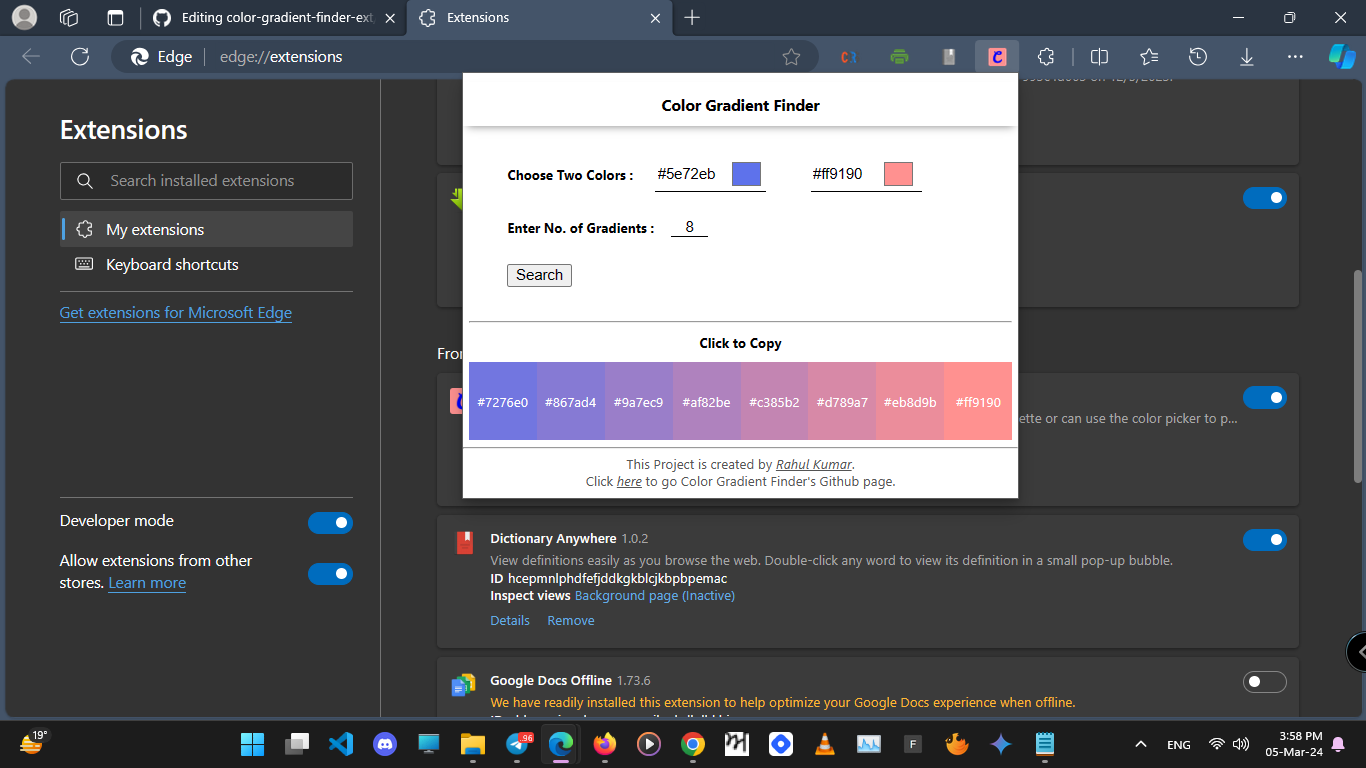 Editing color-gradient-finder-ext
Extensions
Edge
edge://extensions
Extensions
Search installed extensions
My extensions
Keyboard shortcuts
Get extensions for Microsoft Edge
Developer mode
Allow extensions from other
stores. Learn more
Color Gradient Finder
Choose Two Colors : #5e72eb #ff9190
Enter No. of Gradients : 8
Search
Click to Copy
#7276e0 #867ad4 #9a7ec9 #af82be #c385b2 #d789a7 #eb8d9b #ff9190
This Project is created by Rahul Kumar.
Click here to go Color Gradient Finder's Github page.
ette or can use the color picker to p...
Dictionary Anywhere 1.0.2
View definitions easily as you browse the web. Double-click any word to view its definition in a small pop-up bubble.
ID hcepmnlphdfefjddkgkblcjkbpbpemac
Inspect views Background page (Inactive)
Details Remove
Google Docs Offline 1.73.6
We have readily installed this extension to help optimize your Google Docs experience when offline.
19°
96
ENG
3:58 PM
05-Mar-24